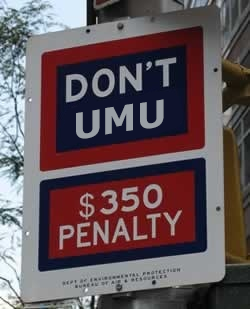 DON'T
UMU
$350
PENALTY
DEPT OF ENVIRONMENTAL PROTECTION
BUREAU OF AIR & RESOURCES